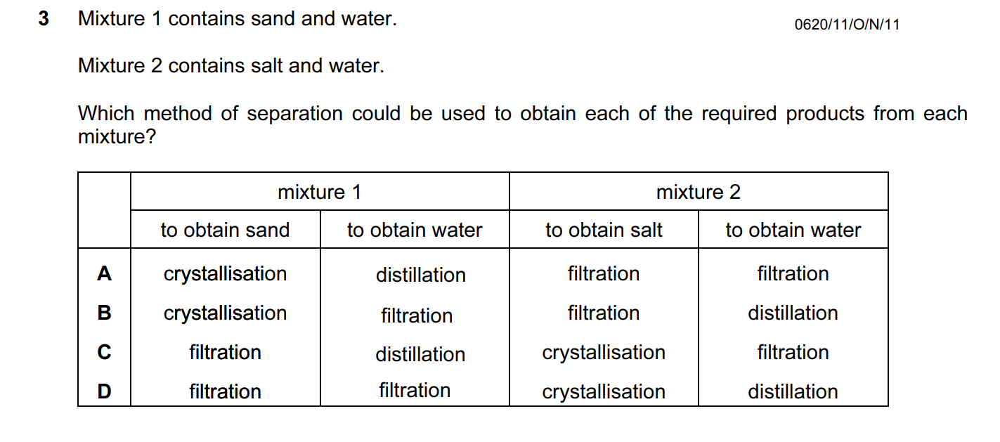 3 Mixture 1 contains sand and water. 0620/11/O/N/11
Mixture 2 contains salt and water.
Which method of separation could be used to obtain each of the required products from each
mixture?
mixture 1 mixture 2
to obtain sand to obtain water to obtain salt to obtain water
A crystallisation distillation filtration filtration
B crystallisation filtration filtration distillation
C filtration distillation crystallisation filtration
D filtration filtration crystallisation distillation